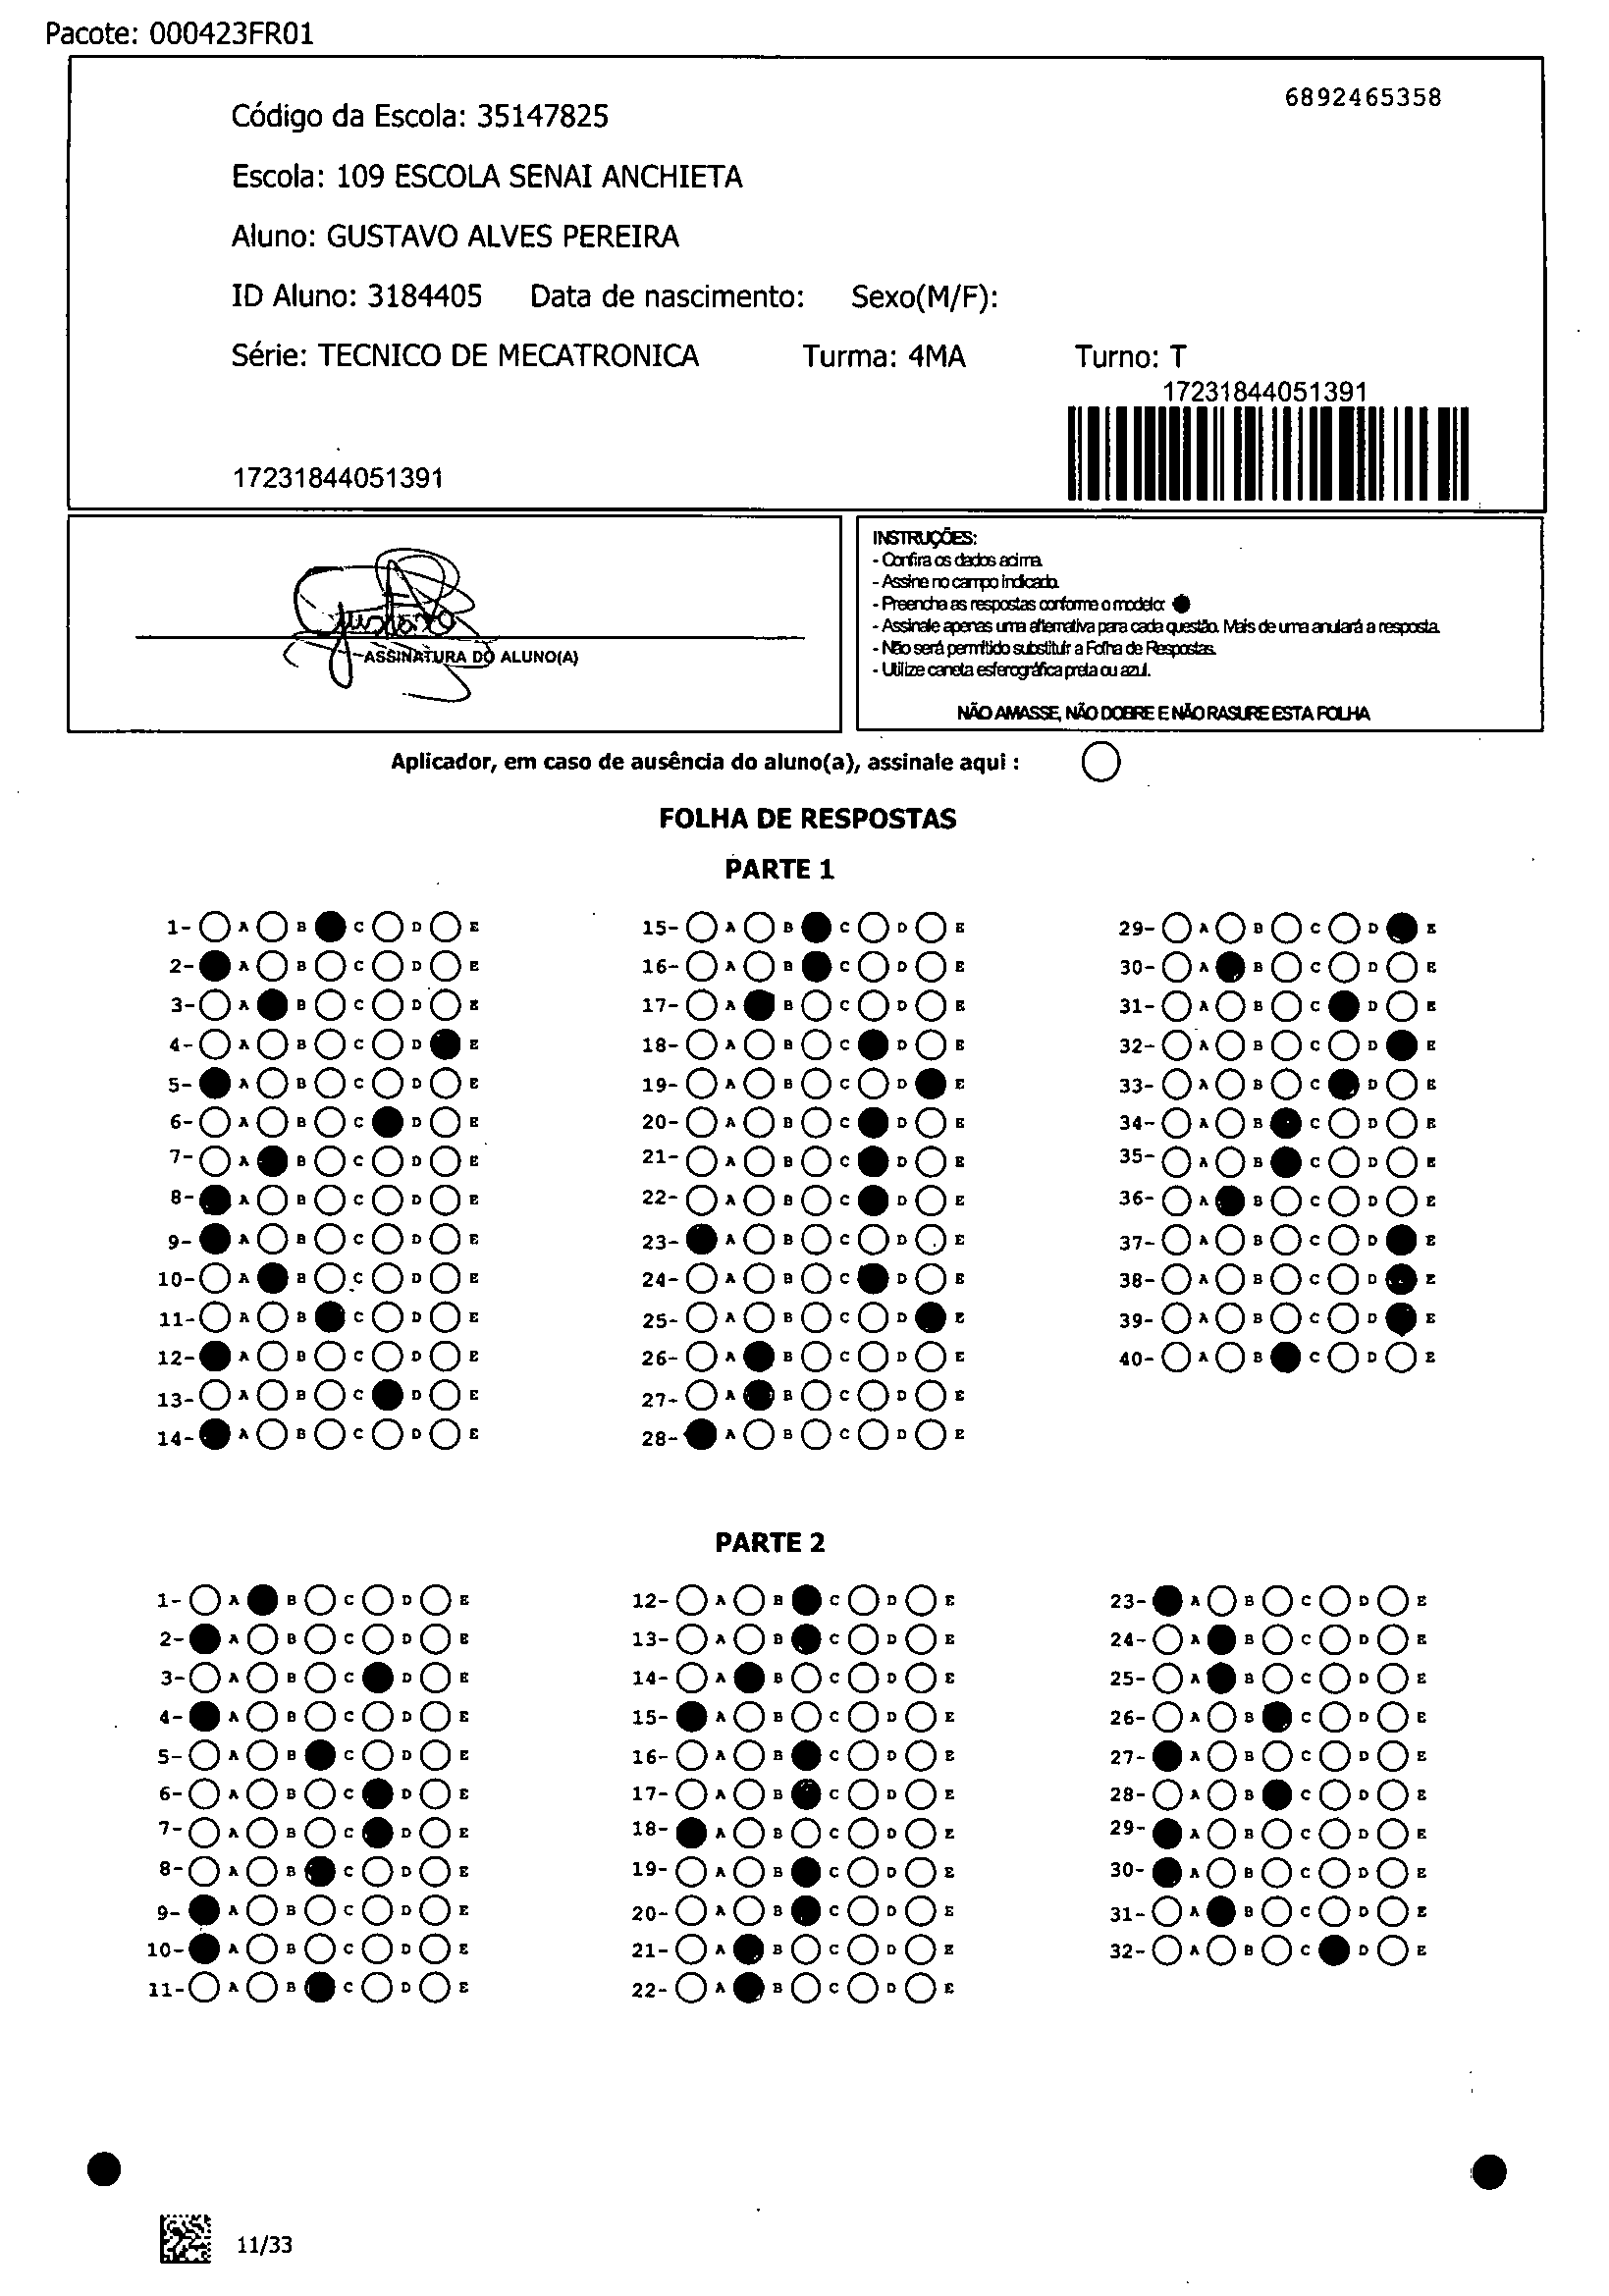 Pacote: 000423FR01
6892465358
Código da Escola: 35147825
Escola: 109 ESCOLA SENAI ANCHIETA
Aluno: GUSTAVO ALVES PEREIRA
ID Aluno: 3184405 Data de nascimento: Sexo(M/F):
Série: TECNICO DE MECATRONICA Turma: 4MA Turno: T
17231844051391
17231844051391
Gustavo
ASSINATURA DO ALUNO(A)
INSTRUÇÕES:
- Confira os dados acima.
- Assine no campo indicado.
- Preencha as respostas conforme o modelo:
- Assinale apenas uma alternativa para cada questão. Mais de uma anulará a resposta.
- Não será permitido substituir a Folha de Respostas.
- Utilize caneta esferográfica preta ou azul.
NÃO AMASSE, NÃO DOBRE E NÃO RASURE ESTA FOLHA
Aplicador, em caso de ausência do aluno(a), assinale aqui :
FOLHA DE RESPOSTAS
PARTE 1
1- A B C D E 15- A B C D E 29- A B C D E
2- A B C D E 16- A B C D E 30- A B C D E
3- A B C D E 17- A B C D E 31- A B C D E
4- A B C D E 18- A B C D E 32- A B C D E
5- A B C D E 19- A B C D E 33- A B C D E
6- A B C D E 20- A B C D E 34- A B C D E
7- A B C D E 21- A B C D E 35- A B C D E
8- A B C D E 22- A B C D E 36- A B C D E
9- A B C D E 23- A B C D E 37- A B C D E
10- A B C D E 24- A B C D E 38- A B C D E
11- A B C D E 25- A B C D E 39- A B C D E
12- A B C D E 26- A B C D E 40- A B C D E
13- A B C D E 27- A B C D E
14- A B C D E 28- A B C D E
PARTE 2
1- A B C D E 12- A B C D E 23- A B C D E
2- A B C D E 13- A B C D E 24- A B C D E
3- A B C D E 14- A B C D E 25- A B C D E
4- A B C D E 15- A B C D E 26- A B C D E
5- A B C D E 16- A B C D E 27- A B C D E
6- A B C D E 17- A B C D E 28- A B C D E
7- A B C D E 18- A B C D E 29- A B C D E
8- A B C D E 19- A B C D E 30- A B C D E
9- A B C D E 20- A B C D E 31- A B C D E
10- A B C D E 21- A B C D E 32- A B C D E
11- A B C D E 22- A B C D E
11/33